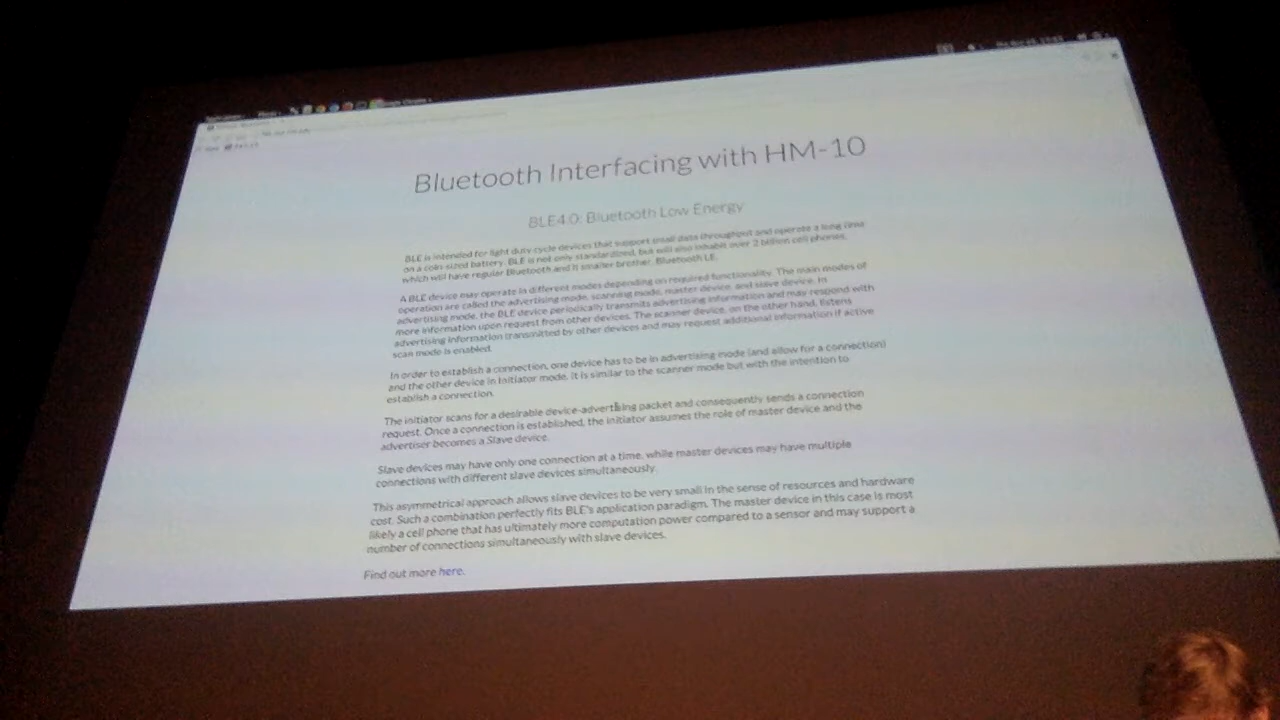 Bluetooth Interfacing with HM-10
BLE4.0: Bluetooth Low Energy
BLE is intended for light duty cycle devices that support small data throughput and operate a long time
on a coin-sized battery. BLE is not only standardized, but will also inhabit over 2 billion cell phones,
which will have regular Bluetooth and it smaller brother, Bluetooth LE.
A BLE device may operate in different modes depending on required functionality. The main modes of
operation are called the advertising mode, scanning mode, master device, and slave device. In
advertising mode, the BLE device periodically transmits advertising information and may respond with
more information upon request from other devices. The scanner device, on the other hand, listens
advertising information transmitted by other devices and may request additional information if active
scan mode is enabled.
In order to establish a connection, one device has to be in advertising mode (and allow for a connection)
and the other device in Initiator mode. It is similar to the scanner mode but with the intention to
establish a connection.
The initiator scans for a desirable device-advertising packet and consequently sends a connection
request. Once a connection is established, the initiator assumes the role of master device and the
advertiser becomes a Slave device.
Slave devices may have only one connection at a time, while master devices may have multiple
connections with different slave devices simultaneously.
This asymmetrical approach allows slave devices to be very small in the sense of resources and hardware
cost. Such a combination perfectly fits BLE's application paradigm. The master device in this case is most
likely a cell phone that has ultimately more computation power compared to a sensor and may support a
number of connections simultaneously with slave devices.
Find out more here.